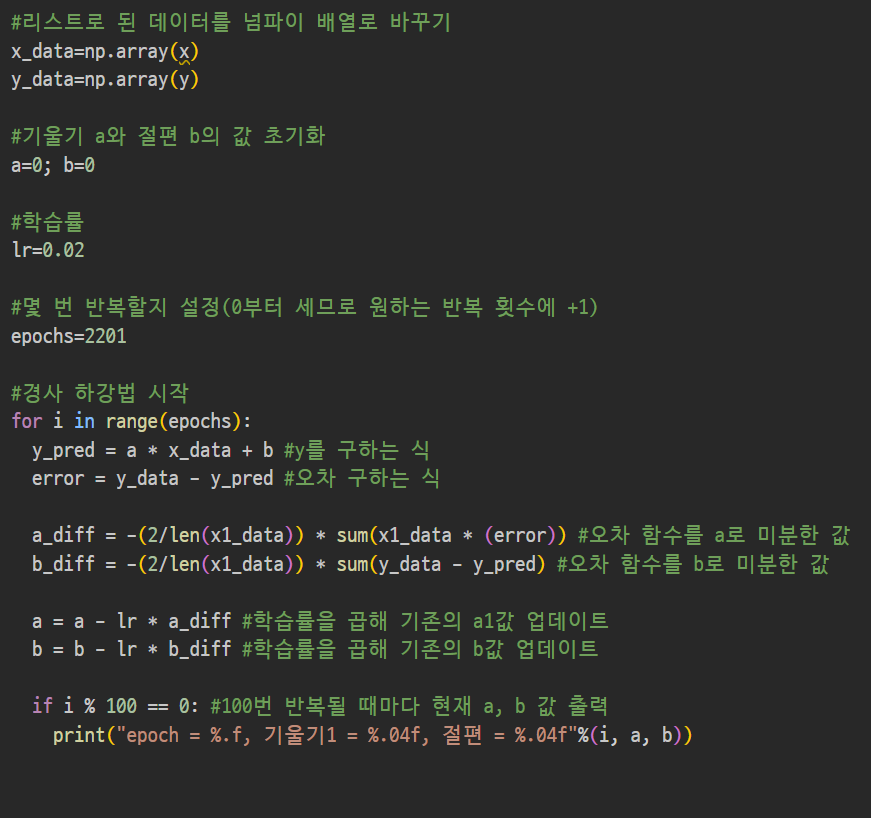 #리스트로 된 데이터를 넘파이 배열로 바꾸기
x_data=np.array(x)
y_data=np.array(y)
#기울기 a와 절편 b의 값 초기화
a=0; b=0
#학습률
lr=0.02
#몇 번 반복할지 설정(0부터 세므로 원하는 반복 횟수에 +1)
epochs=2201
#경사 하강법 시작
for i in range(epochs):
  y_pred = a * x_data + b #y를 구하는 식
  error = y_data - y_pred #오차 구하는 식
  a_diff = -(2/len(x1_data)) * sum(x1_data * (error)) #오차 함수를 a로 미분한 값
  b_diff = -(2/len(x1_data)) * sum(y_data - y_pred) #오차 함수를 b로 미분한 값
  a = a - lr * a_diff #학습률을 곱해 기존의 a1값 업데이트
  b = b - lr * b_diff #학습률을 곱해 기존의 b값 업데이트
  if i % 100 == 0: #100번 반복될 때마다 현재 a, b 값 출력
    print("epoch = %.f, 기울기1 = %.04f, 절편 = %.04f"%(i, a, b))